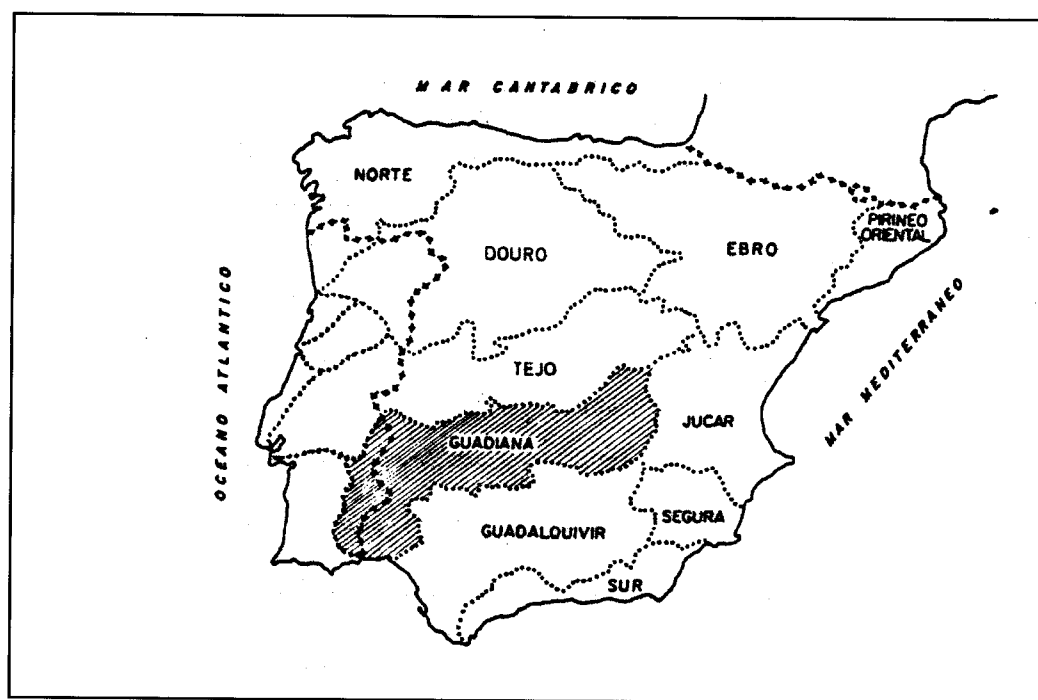 MAR CANTABRICO
NORTE
PIRINEO
ORIENTAL
DOURO
EBRO
OCEANO ATLANTICO
MAR MEDITERRANEO
TEJO
JUCAR
GUADIANA
SEGURA
GUADALQUIVIR
SUR